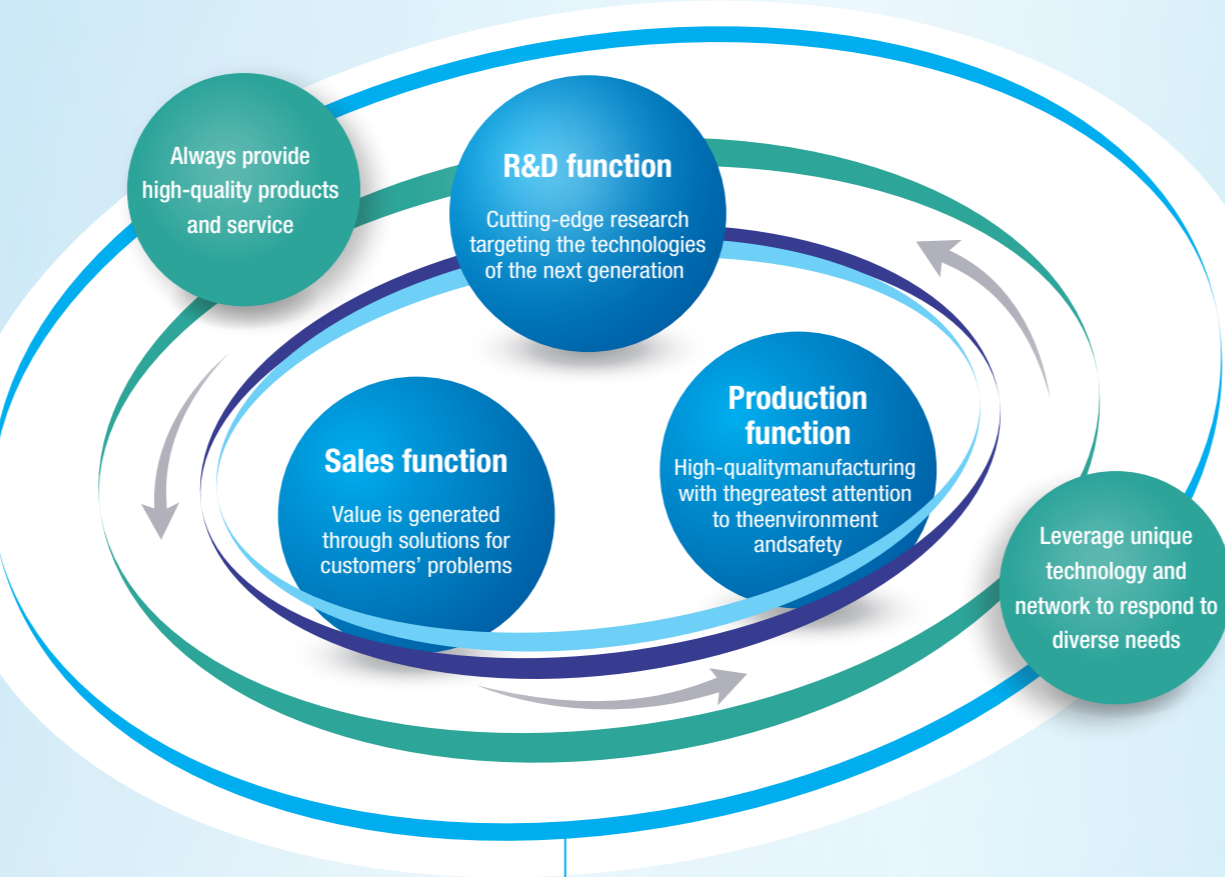 Always provide
high-quality products
and service
R&D function
Cutting-edge research
targeting the technologies
of the next generation
Sales function
Value is generated
through solutions for
customers’ problems
Production
function
High-qualitymanufacturing
with thegreatest attention
to theenvironment
andsafety
Leverage unique
technology and
network to respond to
diverse needs